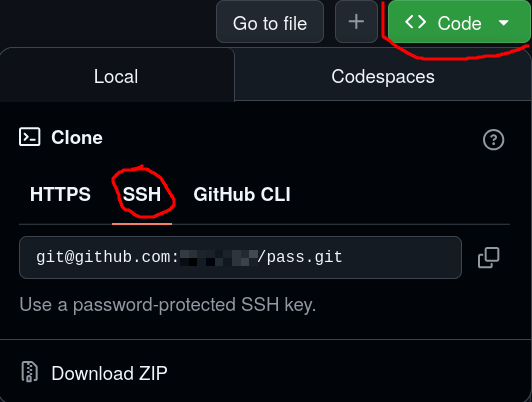 Go to file
Code
Local Codespaces
Clone
HTTPS SSH GitHub CLI
git@github.com: /pass.git
Use a password-protected SSH key.
Download ZIP